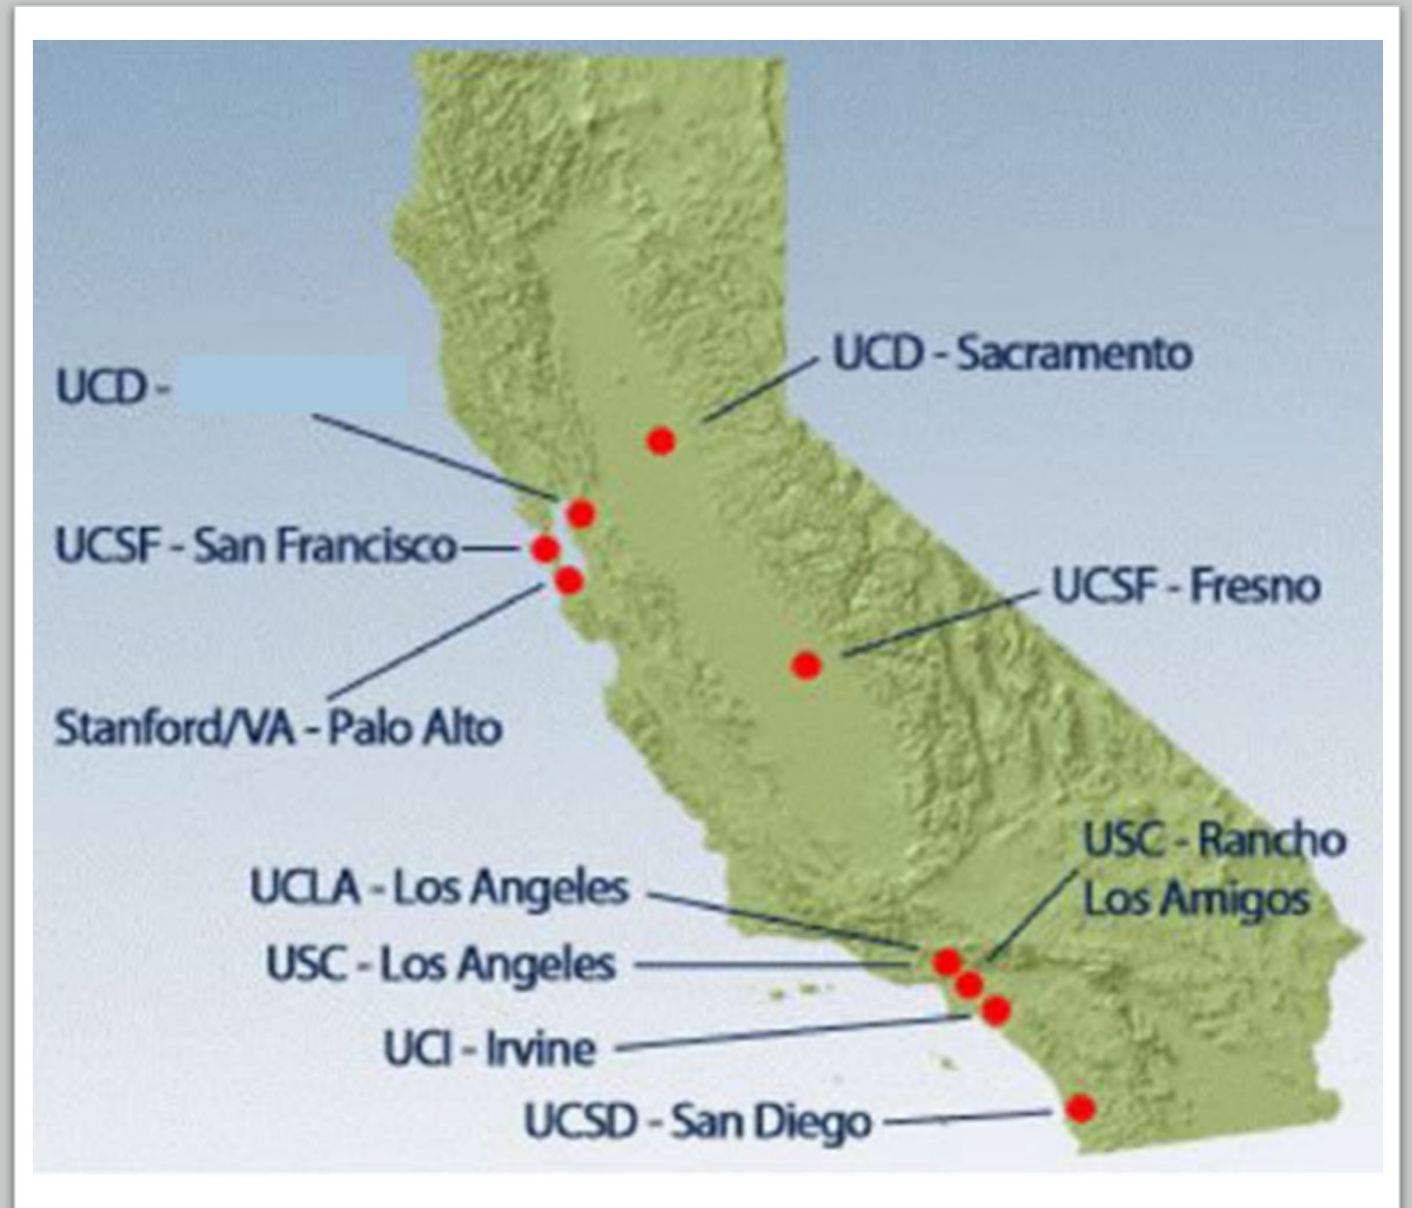 UCD - Sacramento
UCD -
UCSF - San Francisco
UCSF - Fresno
Stanford/VA - Palo Alto
USC - Rancho
Los Amigos
UCLA - Los Angeles
USC - Los Angeles
UCI - Irvine
UCSD - San Diego